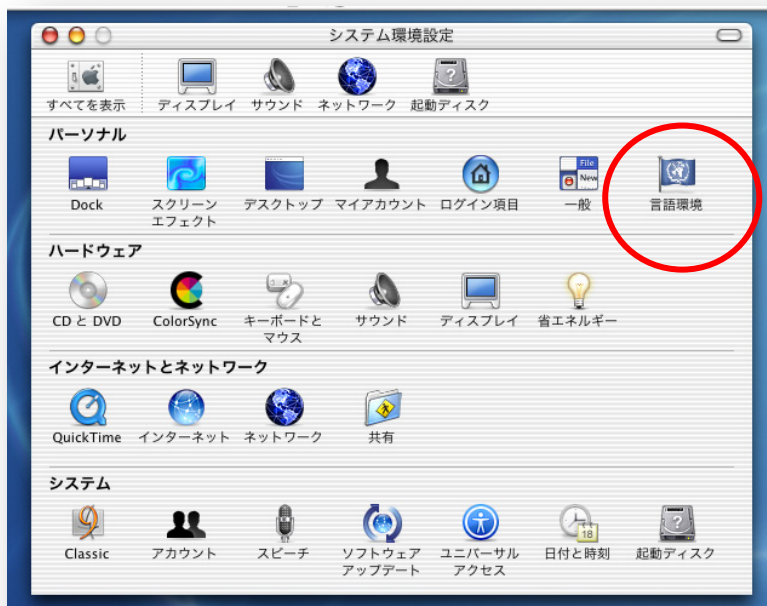 システム環境設定
すべてを表示 ディスプレイ サウンド ネットワーク 起動ディスク
パーソナル
Dock スクリーン デスクトップ マイアカウント ログイン項目 一般 言語環境
エフェクト
ハードウェア
CD と DVD ColorSync キーボードと サウンド ディスプレイ 省エネルギー
マウス
インターネットとネットワーク
QuickTime インターネット ネットワーク 共有
システム
Classic アカウント スピーチ ソフトウェア ユニバーサル 日付と時刻 起動ディスク
アップデート アクセス